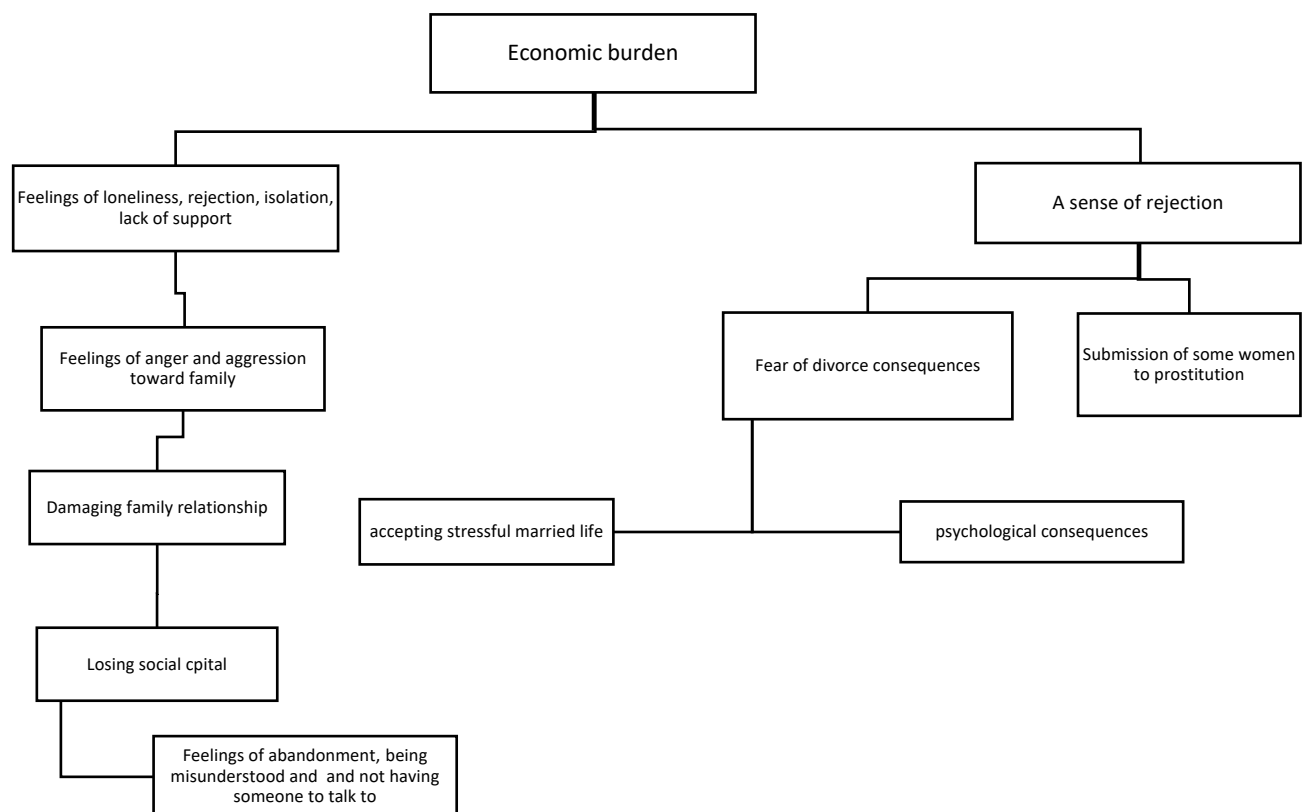 Economic burden
Feelings of loneliness, rejection, isolation,
lack of support
A sense of rejection
Feelings of anger and aggression
toward family
Fear of divorce consequences
Submission of some women
to prostitution
Damaging family relationship
accepting stressful married life
psychological consequences
Losing social cpital
Feelings of abandonment, being
misunderstood and and not having
someone to talk to